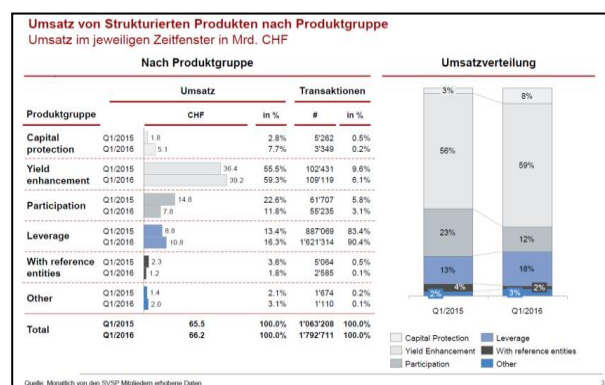 Umsatz von Strukturierten Produkten nach Produktgruppe
Umsatz im jeweiligen Zeitfenster in Mrd. CHF
Nach Produktgruppe
Umsatz Transaktionen
Produktgruppe CHF in % # in %
Capital protection
Q1/2015 1.8 2.8% 5'262 0.5%
Q1/2016 5.1 7.7% 3'349 0.2%
Yield enhancement
Q1/2015 36.4 55.5% 102'431 9.6%
Q1/2016 39.2 59.3% 109'119 6.1%
Participation
Q1/2015 14.8 22.6% 61'707 5.8%
Q1/2016 7.8 11.8% 55'235 3.1%
Leverage
Q1/2015 8.8 13.4% 887'069 83.4%
Q1/2016 10.8 16.3% 1'621'314 90.4%
With reference entities
Q1/2015 2.3 3.6% 5'064 0.5%
Q1/2016 1.2 1.8% 2'585 0.1%
Other
Q1/2015 1.4 2.1% 1'674 0.2%
Q1/2016 2.0 3.1% 1'110 0.1%
Total
Q1/2015 65.5 100.0% 1'063'208 100.0%
Q1/2016 66.2 100.0% 1'792'711 100.0%
Umsatzverteilung
3% 8%
56% 59%
23% 12%
13% 16%
4% 2%
2% 3%
Q1/2015 Q1/2016
Capital Protection Leverage
Yield Enhancement With reference entities
Participation Other
Quelle: Monatlich von den SVSP Mitgliedern erhobene Daten
3